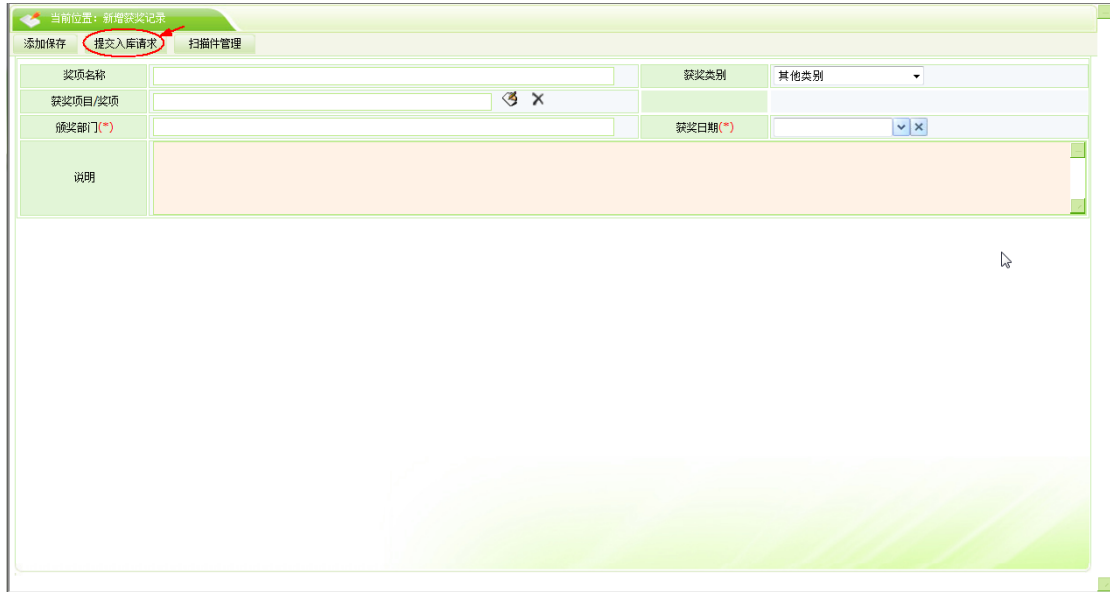 当前位置：新增获奖记录
添加保存 提交入库请求 扫描件管理
奖项名称 获奖类别 其他类别
获奖项目/奖项
颁奖部门(*) 获奖日期(*)
说明